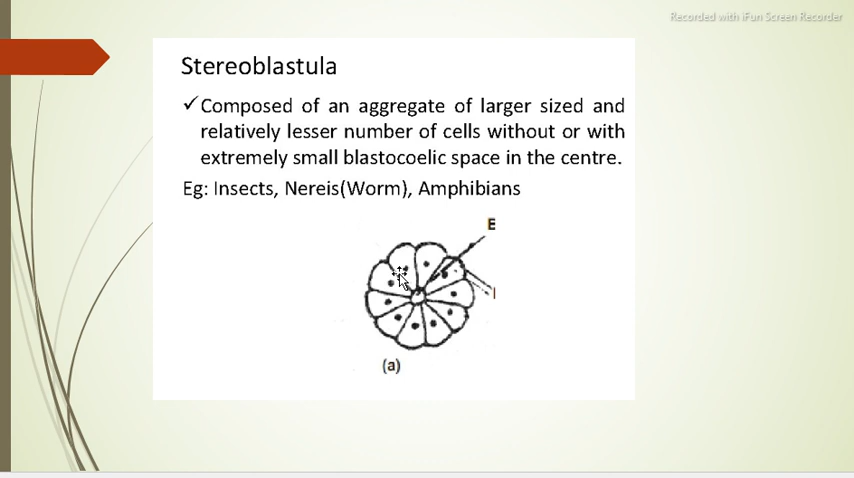 Recorded with iFun Screen Recorder
Stereoblastula
✓Composed of an aggregate of larger sized and
relatively lesser number of cells without or with
extremely small blastocoelic space in the centre.
Eg: Insects, Nereis(Worm), Amphibians
E
I
(a)